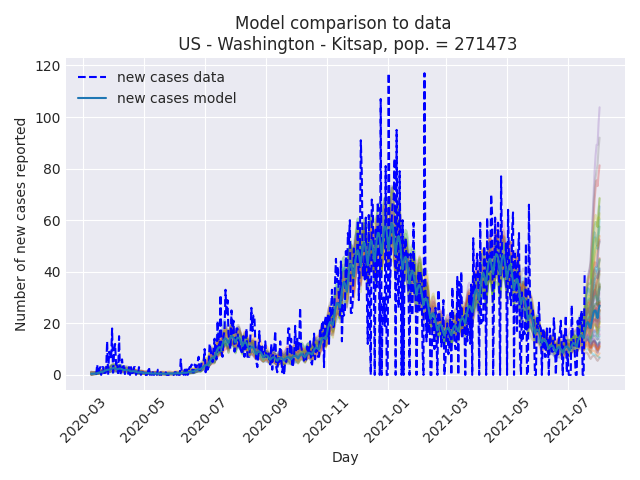 Model comparison to data
US - Washington - Kitsap, pop. = 271473
new cases data
new cases model
Number of new cases reported
120
100
80
60
40
20
0
2020-03
2020-05
2020-07
2020-09
2020-11
2021-01
2021-03
2021-05
2021-07
Day